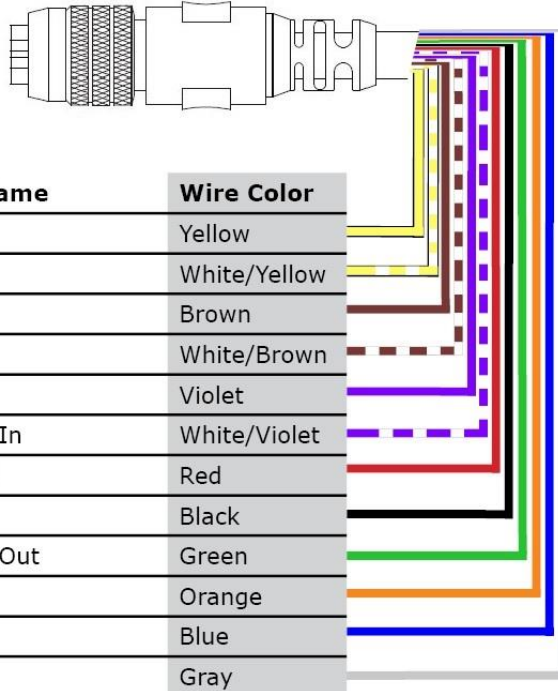 ame Wire Color
Yellow
White/Yellow
Brown
White/Brown
Violet
In White/Violet
Red
Black
Out Green
Orange
Blue
Gray